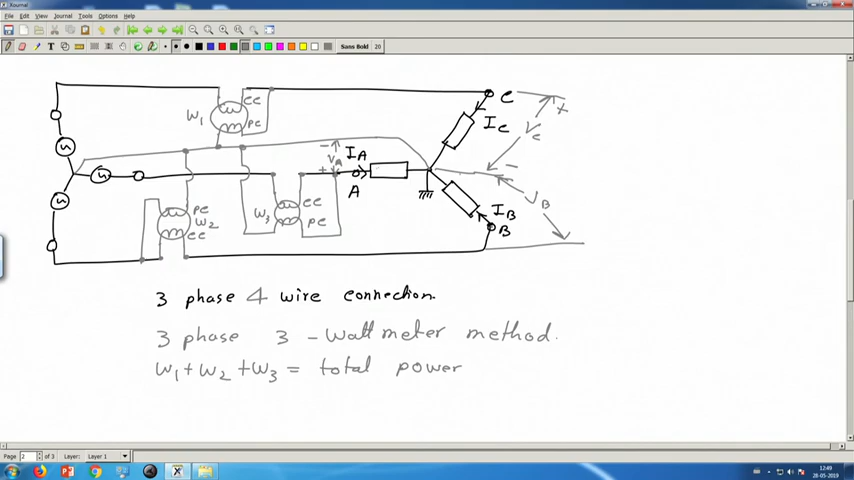 Xournal
File Edit View Journal Tools Options Help
Sans Bold 20
W1
cc
pc
C
IC
VC
+
-
VA
-
+
IA
A
W3
cc
pc
pc
W2
cc
-
VB
IB
B
3 phase 4 wire connection.
3 phase 3-wattmeter method.
W1+W2+W3 = total power
Page 2 of 3 Layer: Layer 1
12:49
28-05-2019